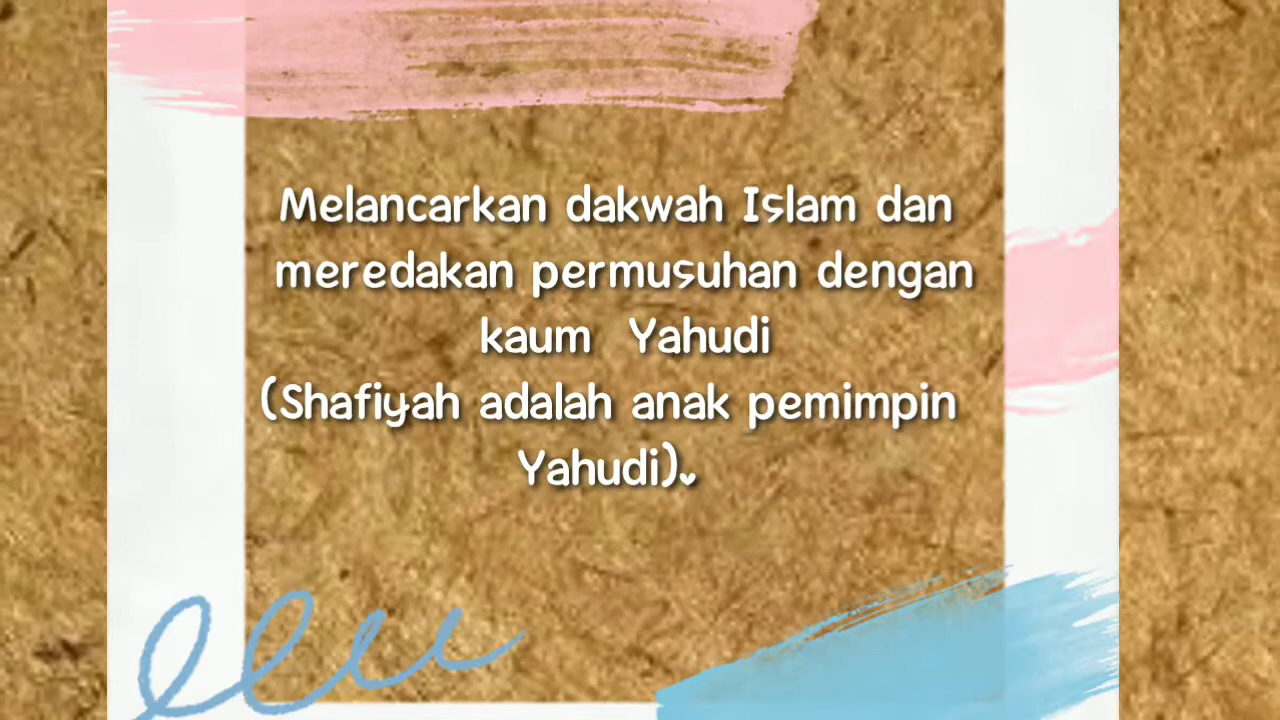 Melancarkan dakwah Islam dan
meredakan permusuhan dengan
kaum Yahudi
(Shafiyah adalah anak pemimpin
Yahudi).